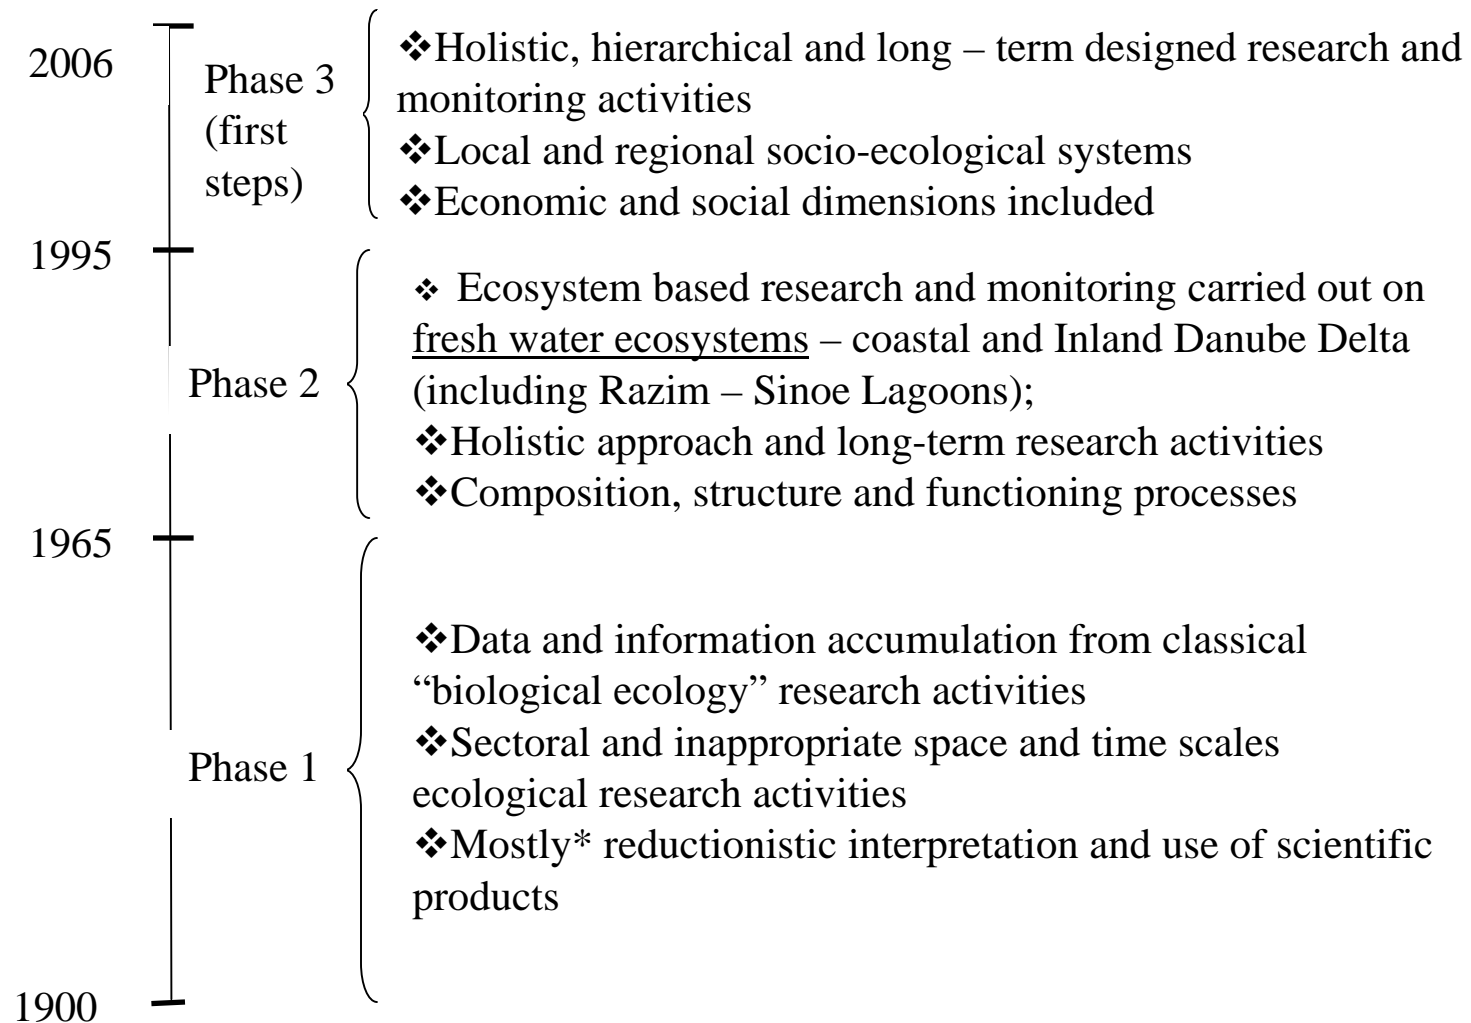 2006
Phase 3
(first
steps)
❖Holistic, hierarchical and long – term designed research and
monitoring activities
❖Local and regional socio-ecological systems
❖Economic and social dimensions included
1995
Phase 2
❖ Ecosystem based research and monitoring carried out on
fresh water ecosystems – coastal and Inland Danube Delta
(including Razim – Sinoe Lagoons);
❖Holistic approach and long-term research activities
❖Composition, structure and functioning processes
1965
Phase 1
❖Data and information accumulation from classical
“biological ecology” research activities
❖Sectoral and inappropriate space and time scales
ecological research activities
❖Mostly* reductionistic interpretation and use of scientific
products
1900